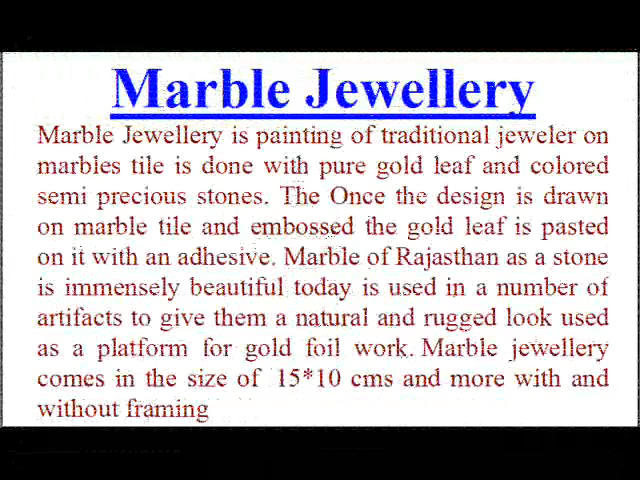 Marble Jewellery
Marble Jewellery is painting of traditional jeweler on
marbles tile is done with pure gold leaf and colored
semi precious stones. The Once the design is drawn
on marble tile and embossed the gold leaf is pasted
on it with an adhesive. Marble of Rajasthan as a stone
is immensely beautiful today is used in a number of
artifacts to give them a natural and rugged look used
as a platform for gold foil work. Marble jewellery
comes in the size of 15*10 cms and more with and
without framing